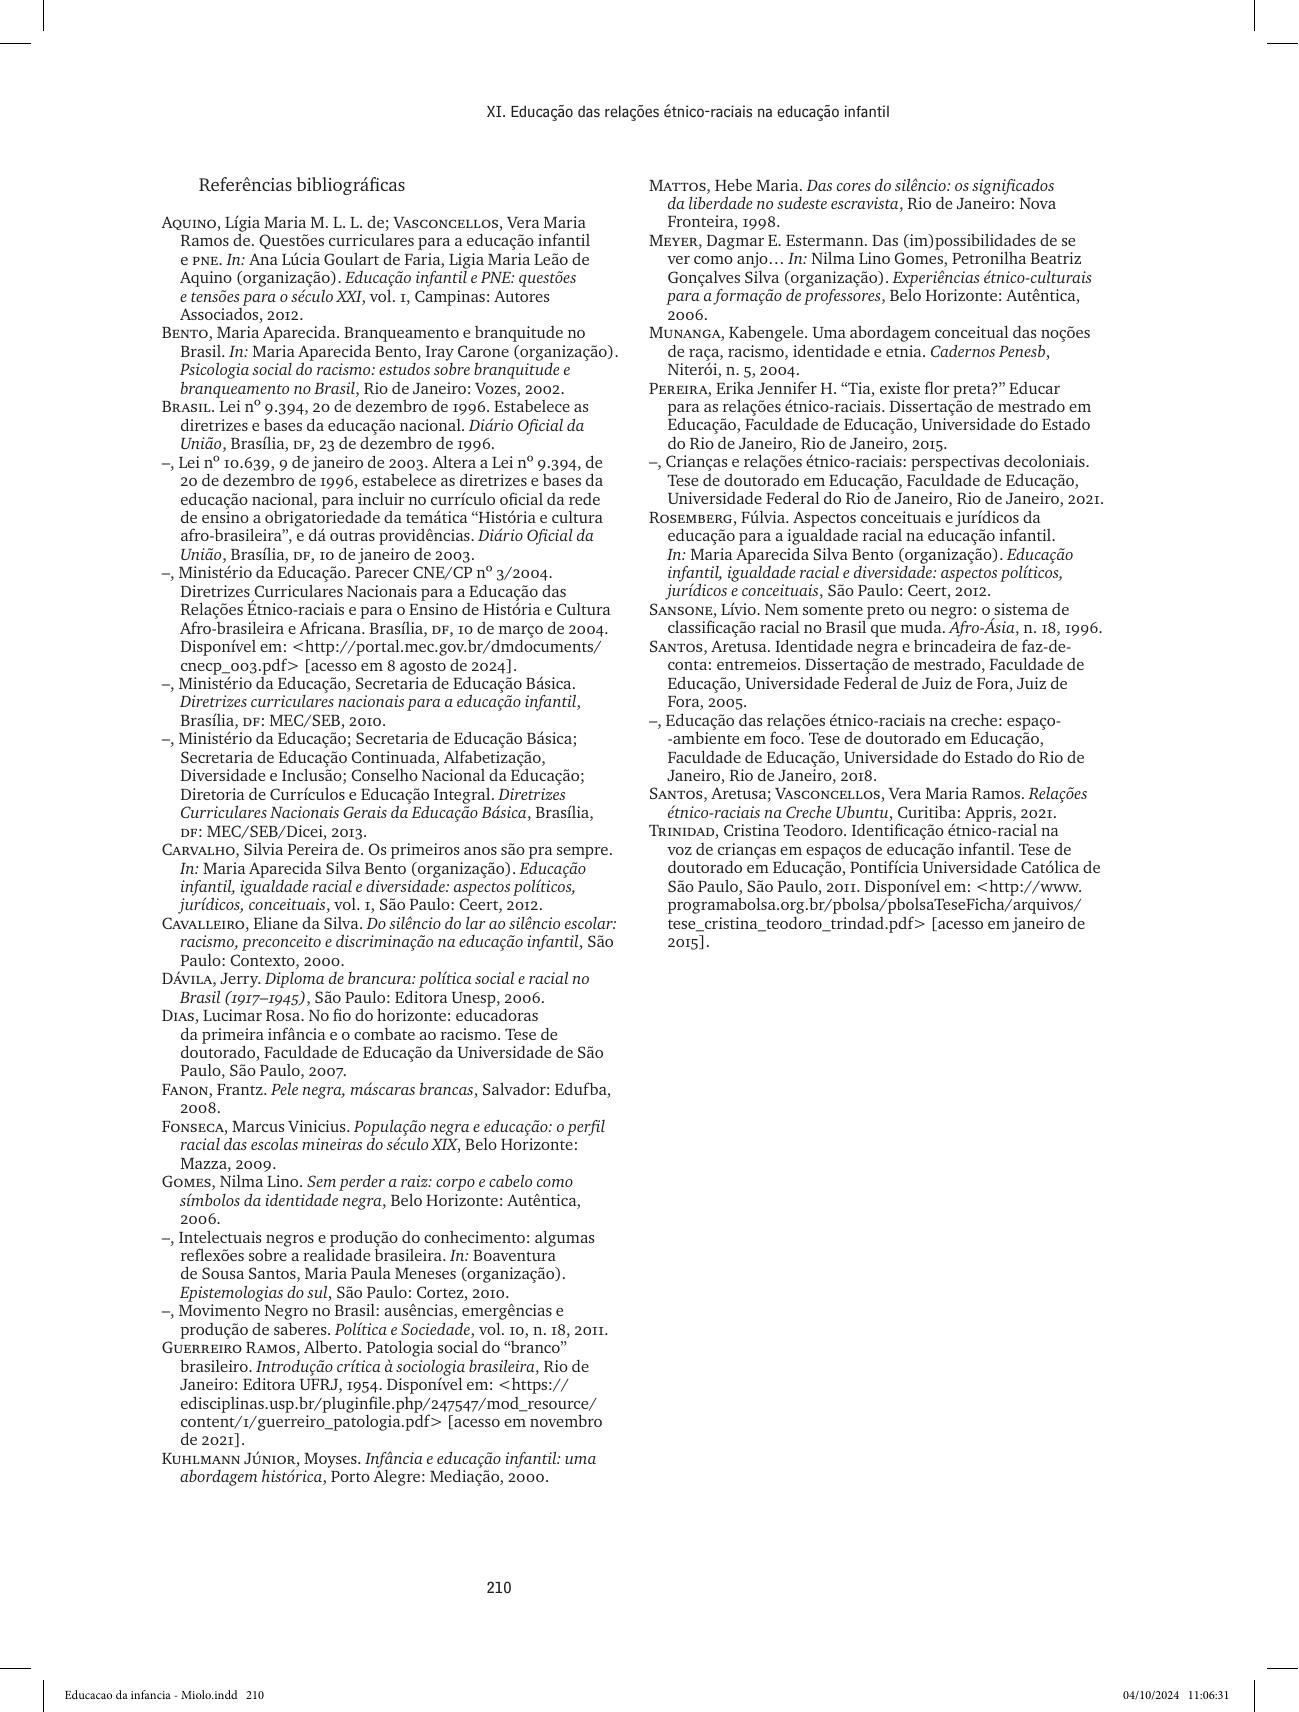 XI. Educação das relações étnico-raciais na educação infantil
Referências bibliográficas
Aquino, Lígia Maria M. L. L. de; Vasconcellos, Vera Maria
Ramos de. Questões curriculares para a educação infantil
e PNE. In: Ana Lúcia Goulart de Faria, Ligia Maria Leão de
Aquino (organização). Educação infantil e PNE: questões
e tensões para o século XXI, vol. 1, Campinas: Autores
Associados, 2012.
Bento, Maria Aparecida. Branqueamento e branquitude no
Brasil. In: Maria Aparecida Bento, Iray Carone (organização).
Psicologia social do racismo: estudos sobre branquitude e
branqueamento no Brasil, Rio de Janeiro: Vozes, 2002.
Brasil. Lei nº 9.394, 20 de dezembro de 1996. Estabelece as
diretrizes e bases da educação nacional. Diário Oficial da
União, Brasília, DF, 23 de dezembro de 1996.
–, Lei nº 10.639, 9 de janeiro de 2003. Altera a Lei nº 9.394, de
20 de dezembro de 1996, estabelece as diretrizes e bases da
educação nacional, para incluir no currículo oficial da rede
de ensino a obrigatoriedade da temática “História e cultura
afro-brasileira”, e dá outras providências. Diário Oficial da
União, Brasília, DF, 10 de janeiro de 2003.
–, Ministério da Educação. Parecer CNE/CP nº 3/2004.
Diretrizes Curriculares Nacionais para a Educação das
Relações Étnico-raciais e para o Ensino de História e Cultura
Afro-brasileira e Africana. Brasília, DF, 10 de março de 2004.
Disponível em: <http://portal.mec.gov.br/dmdocuments/
cnecp_003.pdf> [acesso em 8 agosto de 2024].
–, Ministério da Educação, Secretaria de Educação Básica.
Diretrizes curriculares nacionais para a educação infantil,
Brasília, DF: MEC/SEB, 2010.
–, Ministério da Educação; Secretaria de Educação Básica;
Secretaria de Educação Continuada, Alfabetização,
Diversidade e Inclusão; Conselho Nacional da Educação;
Diretoria de Currículos e Educação Integral. Diretrizes
Curriculares Nacionais Gerais da Educação Básica, Brasília,
DF: MEC/SEB/Dicei, 2013.
Carvalho, Silvia Pereira de. Os primeiros anos são pra sempre.
In: Maria Aparecida Silva Bento (organização). Educação
infantil, igualdade racial e diversidade: aspectos políticos,
jurídicos, conceituais, vol. 1, São Paulo: Ceert, 2012.
Cavalleiro, Eliane da Silva. Do silêncio do lar ao silêncio escolar:
racismo, preconceito e discriminação na educação infantil, São
Paulo: Contexto, 2000.
Dávila, Jerry. Diploma de brancura: política social e racial no
Brasil (1917–1945), São Paulo: Editora Unesp, 2006.
Dias, Lucimar Rosa. No fio do horizonte: educadoras
da primeira infância e o combate ao racismo. Tese de
doutorado, Faculdade de Educação da Universidade de São
Paulo, São Paulo, 2007.
Fanon, Frantz. Pele negra, máscaras brancas, Salvador: Edufba,
2008.
Fonseca, Marcus Vinicius. População negra e educação: o perfil
racial das escolas mineiras do século XIX, Belo Horizonte:
Mazza, 2009.
Gomes, Nilma Lino. Sem perder a raiz: corpo e cabelo como
símbolos da identidade negra, Belo Horizonte: Autêntica,
2006.
–, Intelectuais negros e produção do conhecimento: algumas
reflexões sobre a realidade brasileira. In: Boaventura
de Sousa Santos, Maria Paula Meneses (organização).
Epistemologias do sul, São Paulo: Cortez, 2010.
–, Movimento Negro no Brasil: ausências, emergências e
produção de saberes. Política e Sociedade, vol. 10, n. 18, 2011.
Guerreiro Ramos, Alberto. Patologia social do “branco”
brasileiro. Introdução crítica à sociologia brasileira, Rio de
Janeiro: Editora UFRJ, 1954. Disponível em: <https://
edisciplinas.usp.br/pluginfile.php/247547/mod_resource/
content/1/guerreiro_patologia.pdf> [acesso em novembro
de 2021].
Kuhlmann Júnior, Moyses. Infância e educação infantil: uma
abordagem histórica, Porto Alegre: Mediação, 2000.
Mattos, Hebe Maria. Das cores do silêncio: os significados
da liberdade no sudeste escravista, Rio de Janeiro: Nova
Fronteira, 1998.
Meyer, Dagmar E. Estermann. Das (im)possibilidades de se
ver como anjo… In: Nilma Lino Gomes, Petronilha Beatriz
Gonçalves Silva (organização). Experiências étnico-culturais
para a formação de professores, Belo Horizonte: Autêntica,
2006.
Munanga, Kabengele. Uma abordagem conceitual das noções
de raça, racismo, identidade e etnia. Cadernos Penesb,
Niterói, n. 5, 2004.
Pereira, Erika Jennifer H. “Tia, existe flor preta?” Educar
para as relações étnico-raciais. Dissertação de mestrado em
Educação, Faculdade de Educação, Universidade do Estado
do Rio de Janeiro, Rio de Janeiro, 2015.
–, Crianças e relações étnico-raciais: perspectivas decoloniais.
Tese de doutorado em Educação, Faculdade de Educação,
Universidade Federal do Rio de Janeiro, Rio de Janeiro, 2021.
Rosemberg, Fúlvia. Aspectos conceituais e jurídicos da
educação para a igualdade racial na educação infantil.
In: Maria Aparecida Silva Bento (organização). Educação
infantil, igualdade racial e diversidade: aspectos políticos,
jurídicos e conceituais, São Paulo: Ceert, 2012.
Sansone, Lívio. Nem somente preto ou negro: o sistema de
classificação racial no Brasil que muda. Afro-Ásia, n. 18, 1996.
Santos, Aretusa. Identidade negra e brincadeira de faz-de-
conta: entremeios. Dissertação de mestrado, Faculdade de
Educação, Universidade Federal de Juiz de Fora, Juiz de
Fora, 2005.
–, Educação das relações étnico-raciais na creche: espaço-
-ambiente em foco. Tese de doutorado em Educação,
Faculdade de Educação, Universidade do Estado do Rio de
Janeiro, Rio de Janeiro, 2018.
Santos, Aretusa; Vasconcellos, Vera Maria Ramos. Relações
étnico-raciais na Creche Ubuntu, Curitiba: Appris, 2021.
Trinidad, Cristina Teodoro. Identificação étnico-racial na
voz de crianças em espaços de educação infantil. Tese de
doutorado em Educação, Pontifícia Universidade Católica de
São Paulo, São Paulo, 2011. Disponível em: <http://www.
programabolsa.org.br/pbolsa/pbolsaTeseFicha/arquivos/
tese_cristina_teodoro_trindad.pdf> [acesso em janeiro de
2015].
210
Educacao da infancia - Miolo.indd 210
04/10/2024 11:06:31